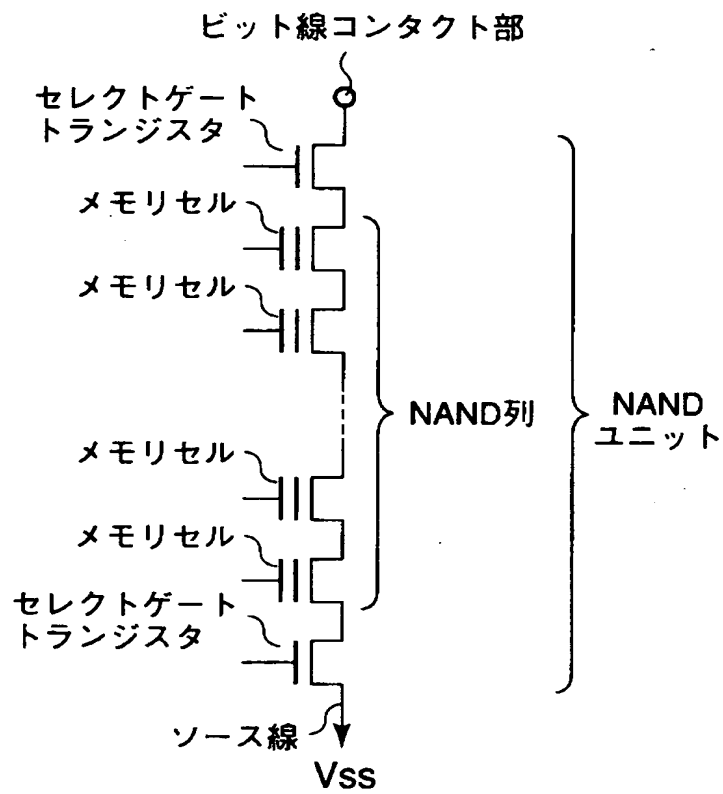 ビット線コンタクト部
セレクトゲート
トランジスタ
メモリセル
メモリセル
NAND列
NAND
ユニット
メモリセル
メモリセル
セレクトゲート
トランジスタ
ソース線
Vss